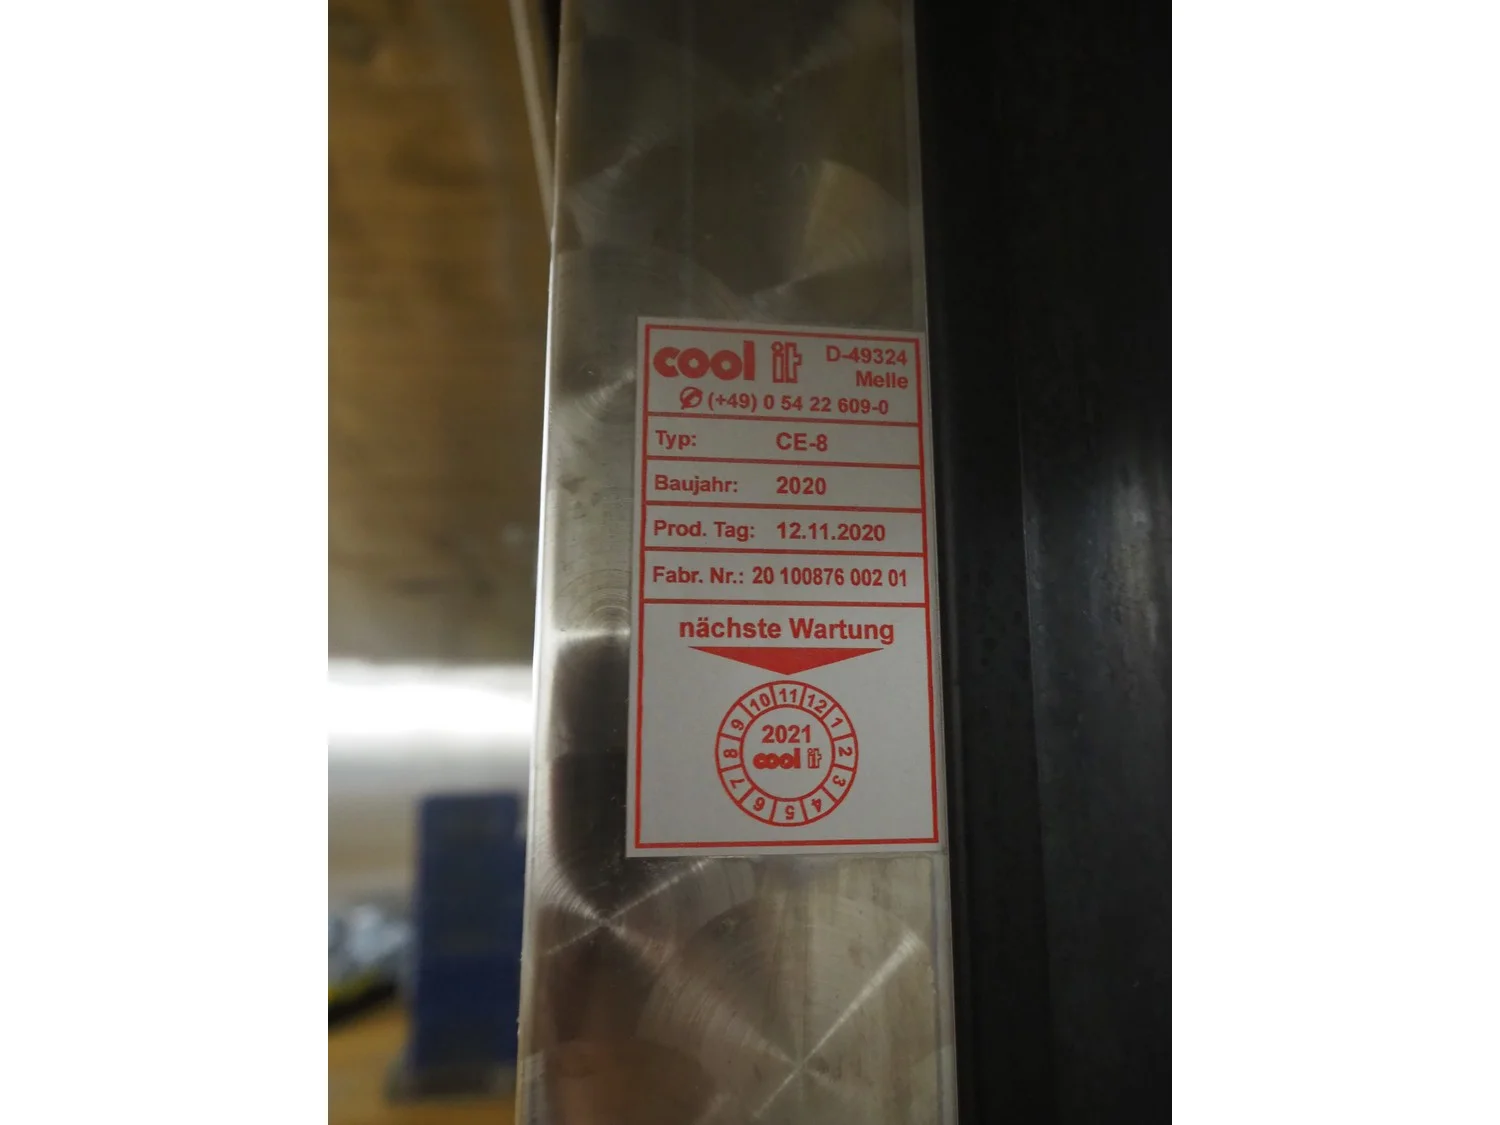 cool it D-49324
Melle
(+49) 0 54 22 609-0
Typ: CE-8
Baujahr: 2020
Prod. Tag: 12.11.2020
Fabr. Nr.: 20 100876 002 01
nächste Wartung
10 11 12 1 2 3 4 5 6 7 8 9
2021
cool it